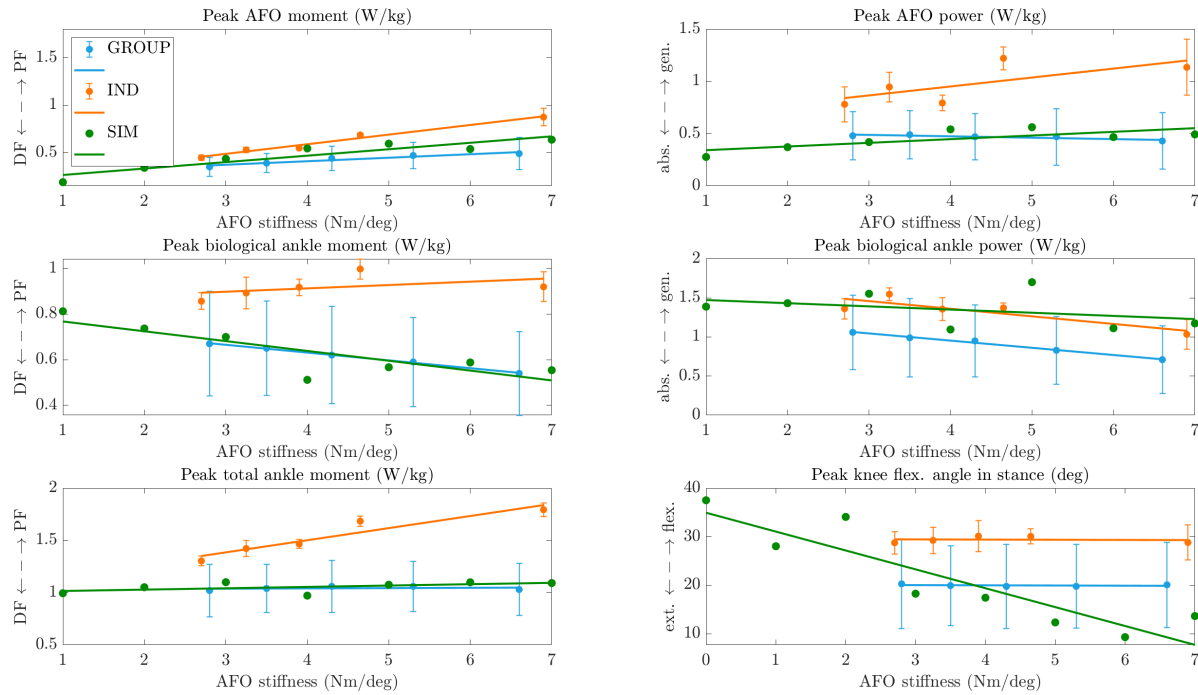 Peak AFO moment (W/kg)
DF ← – → PF
1.5
1
0.5
GROUP
IND
SIM
1 2 3 4 5 6 7
AFO stiffness (Nm/deg)
Peak AFO power (W/kg)
abs. ← – → gen.
1.5
1
0.5
0
1 2 3 4 5 6 7
AFO stiffness (Nm/deg)
Peak biological ankle moment (W/kg)
DF ← – → PF
1
0.8
0.6
0.4
1 2 3 4 5 6 7
AFO stiffness (Nm/deg)
Peak biological ankle power (W/kg)
abs. ← – → gen.
2
1.5
1
0.5
0
1 2 3 4 5 6 7
AFO stiffness (Nm/deg)
Peak total ankle moment (W/kg)
DF ← – → PF
2
1.5
1
0.5
1 2 3 4 5 6 7
AFO stiffness (Nm/deg)
Peak knee flex. angle in stance (deg)
ext. ← – → flex.
40
30
20
10
0 1 2 3 4 5 6 7
AFO stiffness (Nm/deg)